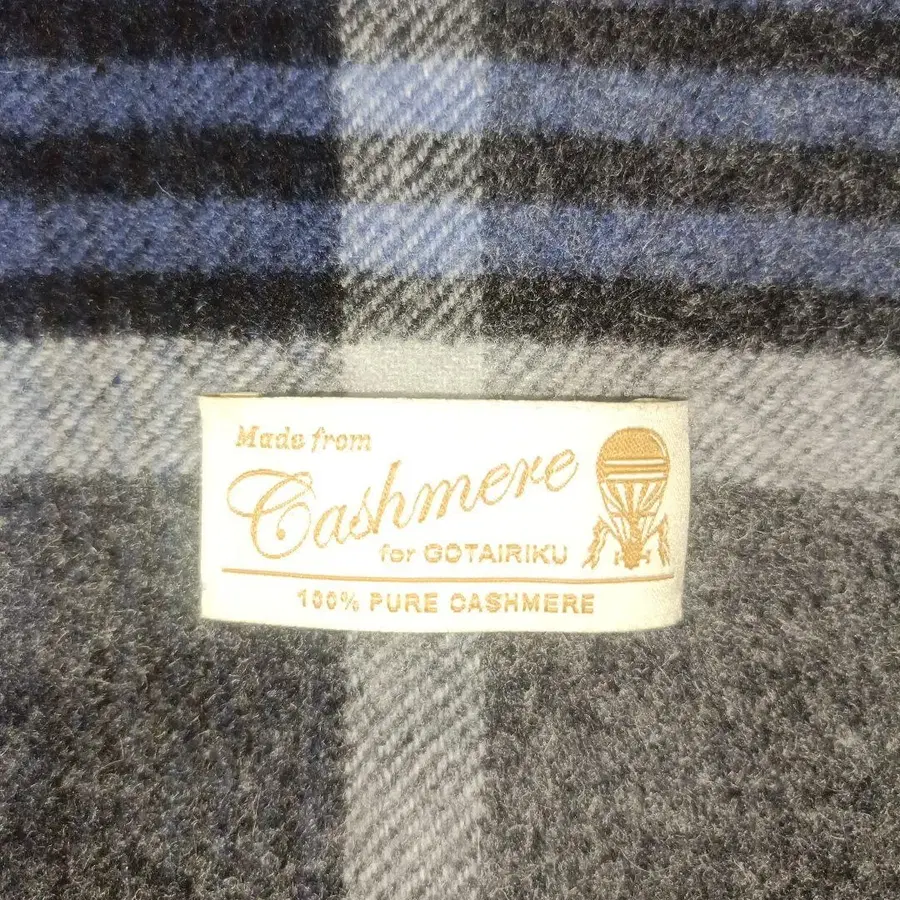 Made from
Cashmere
for GOTAIRIKU
100% PURE CASHMERE